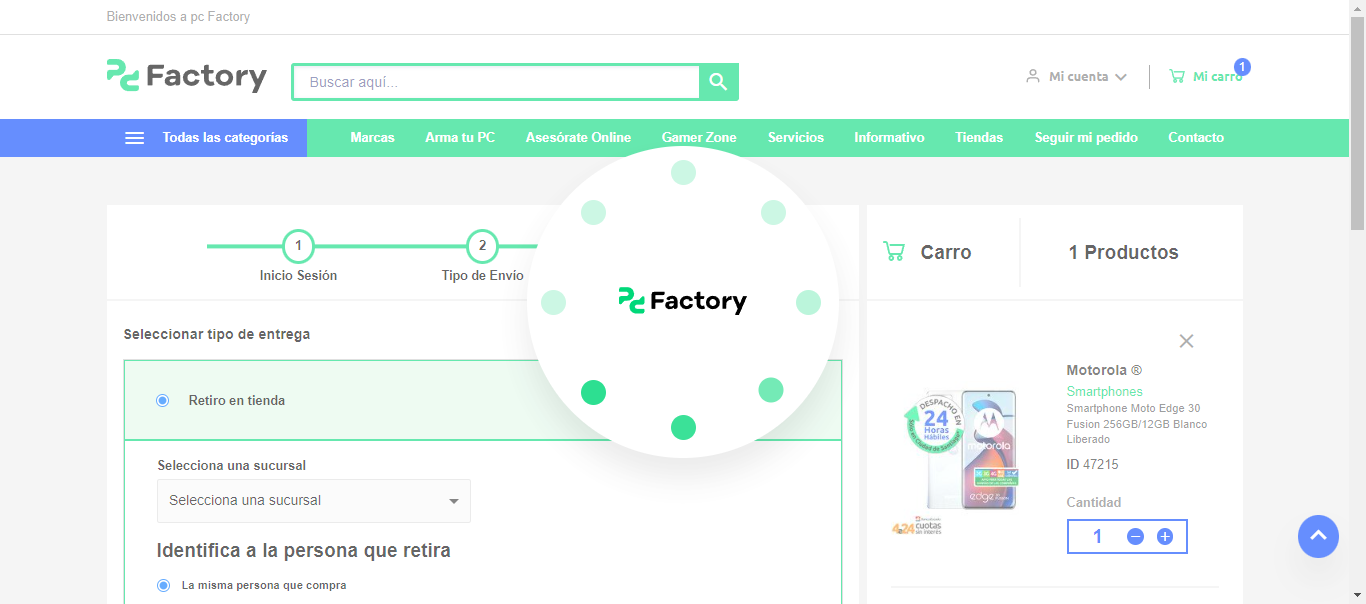 Bienvenidos a pc Factory
pc Factory
Buscar aquí...
Mi cuenta
Mi carro
1
Todas las categorías
Marcas
Arma tu PC
Asesórate Online
Gamer Zone
Servicios
Informativo
Tiendas
Seguir mi pedido
Contacto
1
2
Inicio Sesión
Tipo de Envío
pc Factory
Carro
1 Productos
Seleccionar tipo de entrega
Retiro en tienda
Selecciona una sucursal
Selecciona una sucursal
Identifica a la persona que retira
La misma persona que compra
DESPACHO EN
24
Horas
Hábiles
motorola
edge
4a24 cuotas
Motorola ®
Smartphones
Smartphone Moto Edge 30
Fusion 256GB/12GB Blanco
Liberado
ID 47215
Cantidad
1